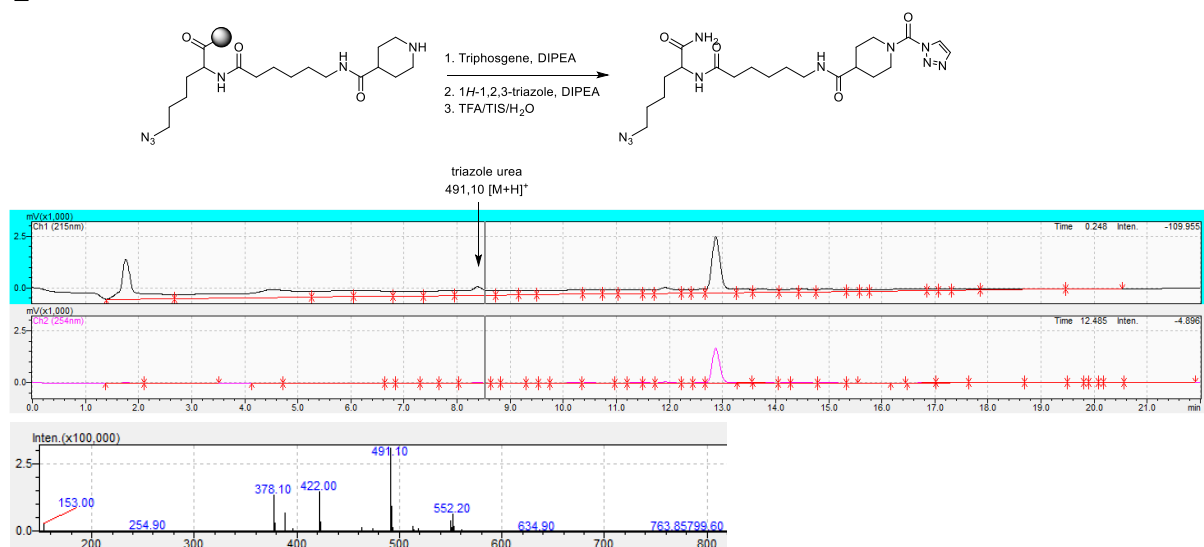 O
O
NH
1. Triphosgene, DIPEA
2. 1H-1,2,3-triazole, DIPEA
3. TFA/TIS/H2O
O
N
H
H
N
O
N3
O
NH2
O
N
H
H
N
O
N
O
N
N
N
N3
triazole urea
491,10 [M+H]+
mV(x1,000)
Ch1 (215nm)
Time 0.248 Inten. -109.955
2.5
0.0
mV(x1,000)
Ch2 (254nm)
Time 12.485 Inten. -4.896
2.5
0.0
0.0 1.0 2.0 3.0 4.0 5.0 6.0 7.0 8.0 9.0 10.0 11.0 12.0 13.0 14.0 15.0 16.0 17.0 18.0 19.0 20.0 21.0 min
Inten.(x100,000)
2.5
491.10
378.10
422.00
153.00
552.20
254.90
634.90
763.85799.60
0.0
200 300 400 500 600 700 800